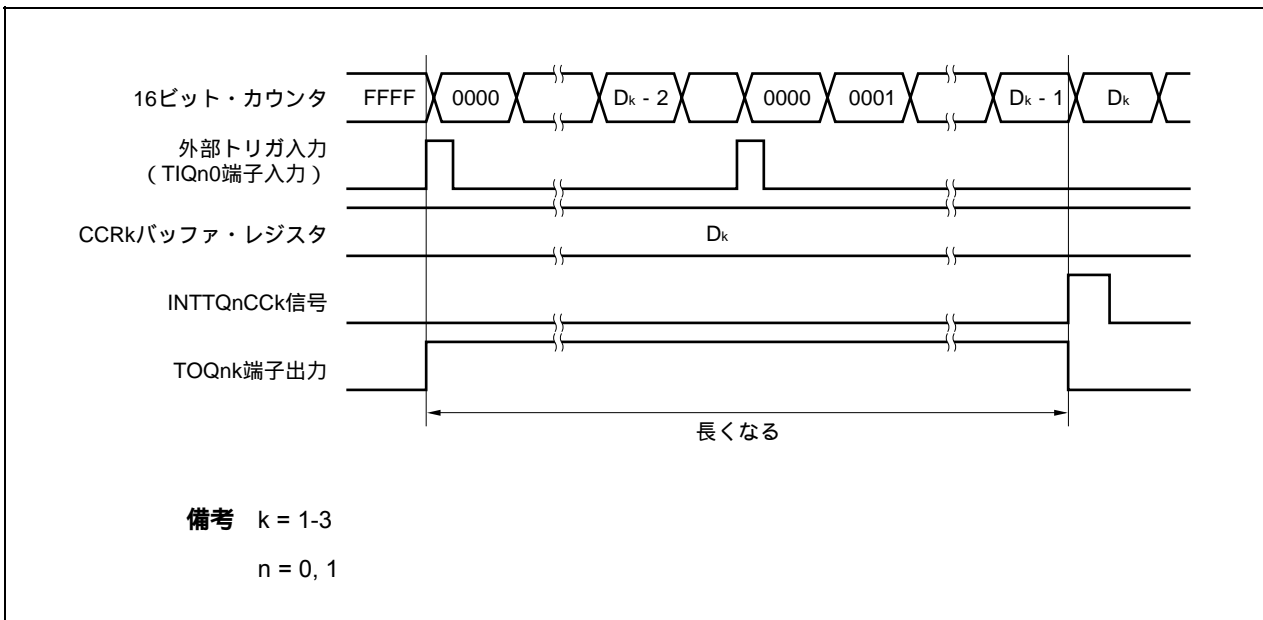 16ビット・カウンタ FFFF 0000 Dk - 2 0000 0001 Dk - 1 Dk
外部トリガ入力
（TIQn0端子入力）
CCRkバッファ・レジスタ Dk
INTTQnCCk信号
TOQnk端子出力
長くなる
備考 k = 1-3
n = 0, 1